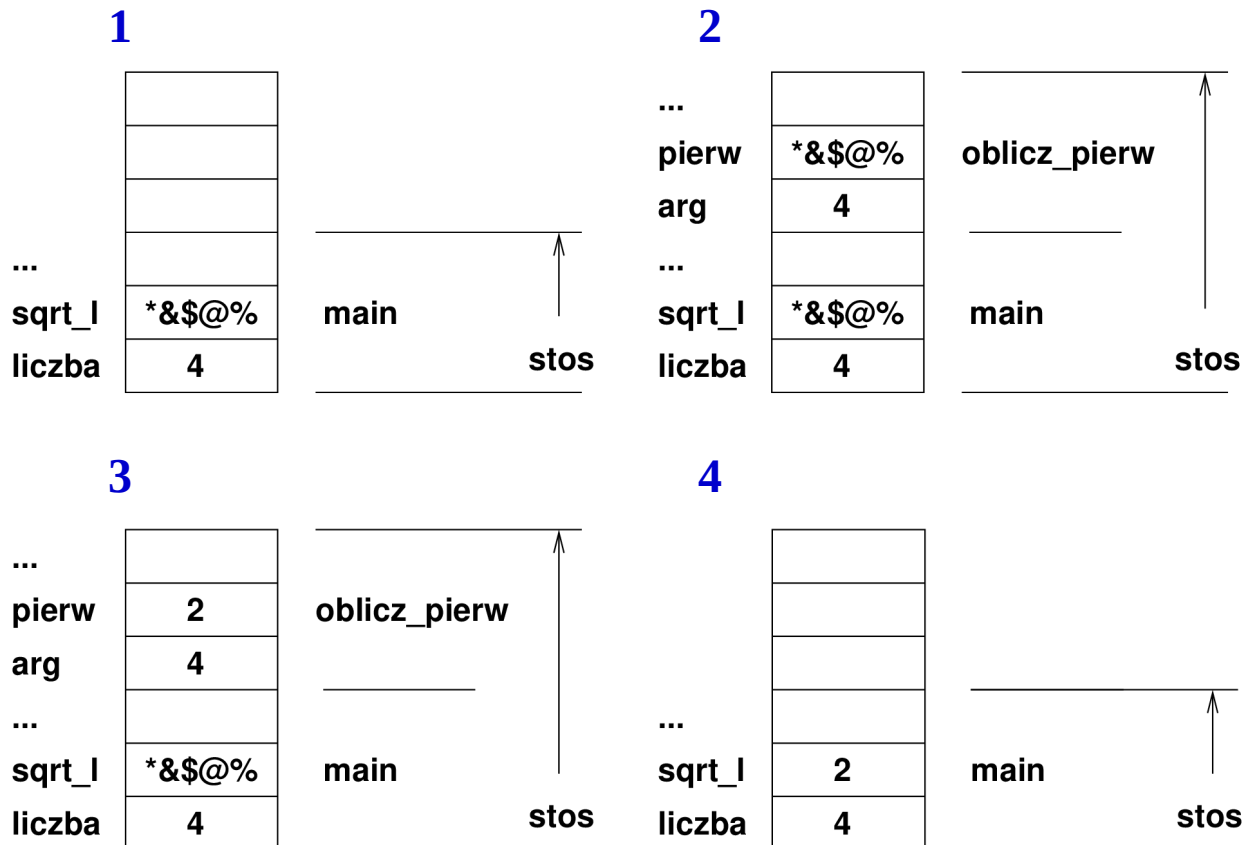 1
...
sqrt_l *&$@% main
liczba 4 stos
2
...
pierw *&$@% oblicz_pierw
arg 4
...
sqrt_l *&$@% main
liczba 4 stos
3
...
pierw 2 oblicz_pierw
arg 4
...
sqrt_l *&$@% main
liczba 4 stos
4
...
sqrt_l 2 main
liczba 4 stos